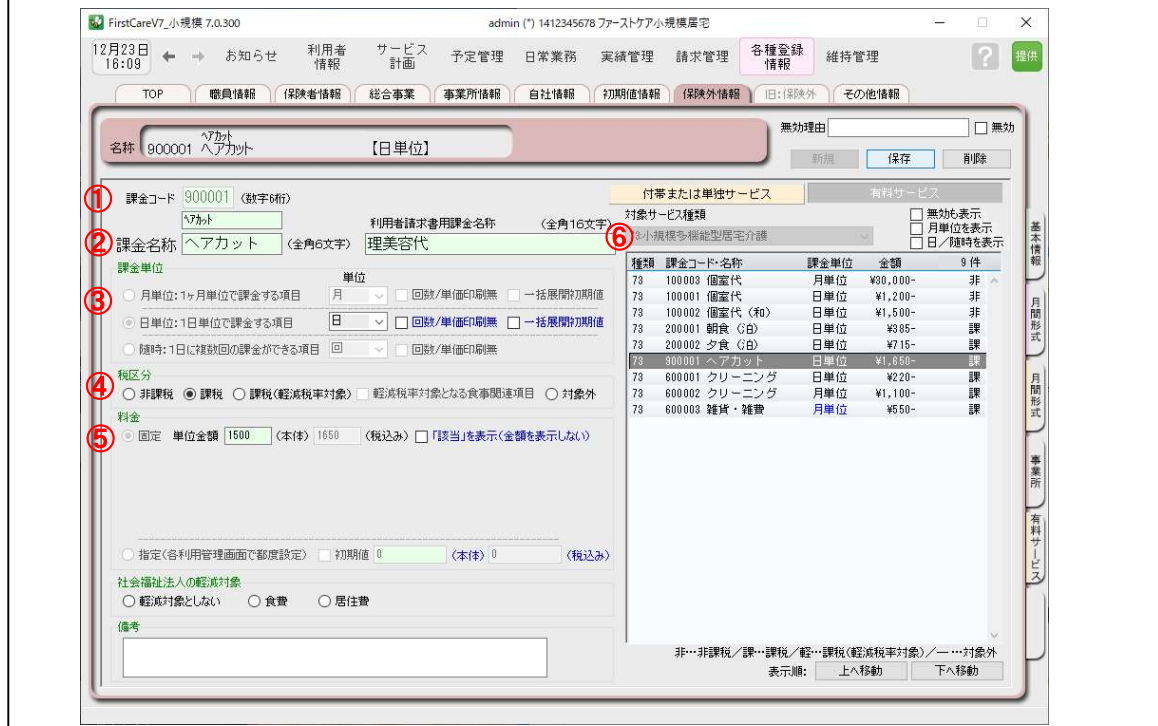 FirstCareV7_小規模 7.0.300 admin (*) 1412345678 ファーストケア小規模居宅
12月23日 16:09 お知らせ 利用者情報 サービス計画 予定管理 日常業務 実績管理 請求管理 各種登録情報 維持管理 ? 提供
TOP 職員情報 保険者情報 総合事業 事業所情報 自社情報 初期値情報 保険外情報 旧:保険外 その他情報
無効理由 無効
ヘアカット
名称 900001 ヘアカット 【日単位】
新規 保存 削除
① 課金コード 900001 (数字6桁)
ヘアカット 利用者請求書用課金名称 (全角16文字)
② 課金名称 ヘアカット (全角6文字) 理美容代
課金単位
単位
③ 月単位:1ヶ月単位で課金する項目 月 回数/単価印刷無 一括展開初期値
日単位:1日単位で課金する項目 日 回数/単価印刷無 一括展開初期値
随時:1日に複数回の課金ができる項目 回 回数/単価印刷無
税区分
④ 非課税 課税 課税(軽減税率対象) 軽減税率対象となる食事関連項目 対象外
料金
⑤ 固定 単位金額 1500 (本体) 1650 (税込み) 「該当」を表示(金額を表示しない)
指定(各利用管理画面で都度設定) 初期値 0 (本体) 0 (税込み)
社会福祉法人の軽減対象
軽減対象としない 食費 居住費
備考
付帯または単独サービス 有料サービス
対象サービス種類 無効も表示
月単位を表示
⑥ 73:小規模多機能型居宅介護 日/随時を表示
種類 課金コード・名称 課金単位 金額 9 件
73 100003 個室代 月単位 ¥30,000- 非
73 100001 個室代 日単位 ¥1,200- 非
73 100002 個室代(和) 日単位 ¥1,500- 非
73 200001 朝食(泊) 日単位 ¥385- 課
73 200002 夕食(泊) 日単位 ¥715- 課
73 900001 ヘアカット 日単位 ¥1,650- 課
73 600001 クリーニング 日単位 ¥220- 課
73 600002 クリーニング 月単位 ¥1,100- 課
73 600003 雑貨・雑費 月単位 ¥550- 課
非…非課税/課…課税/軽…課税(軽減税率対象)/―…対象外
表示順: 上へ移動 下へ移動
基本情報
月間形式
月間形式
事業所
有料サービス